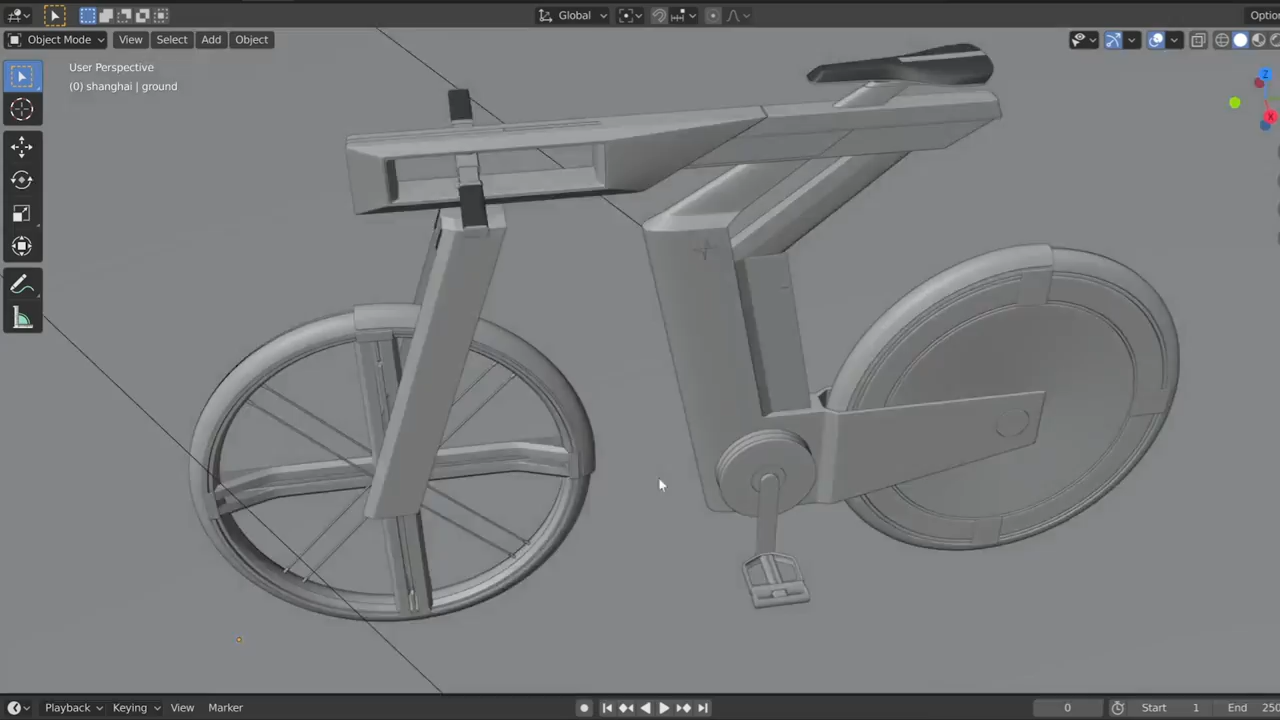 Global
Optior
Object Mode
View
Select
Add
Object
User Perspective
(0) shanghai | ground
Z
X
Playback
Keying
View
Marker
0
Start
1
End
250